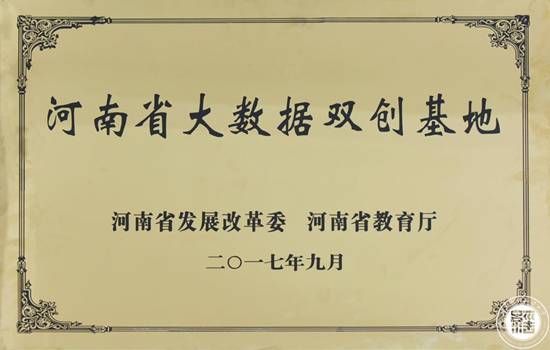 河南省大数据双创基地
河南省发展改革委 河南省教育厅
二〇一七年九月